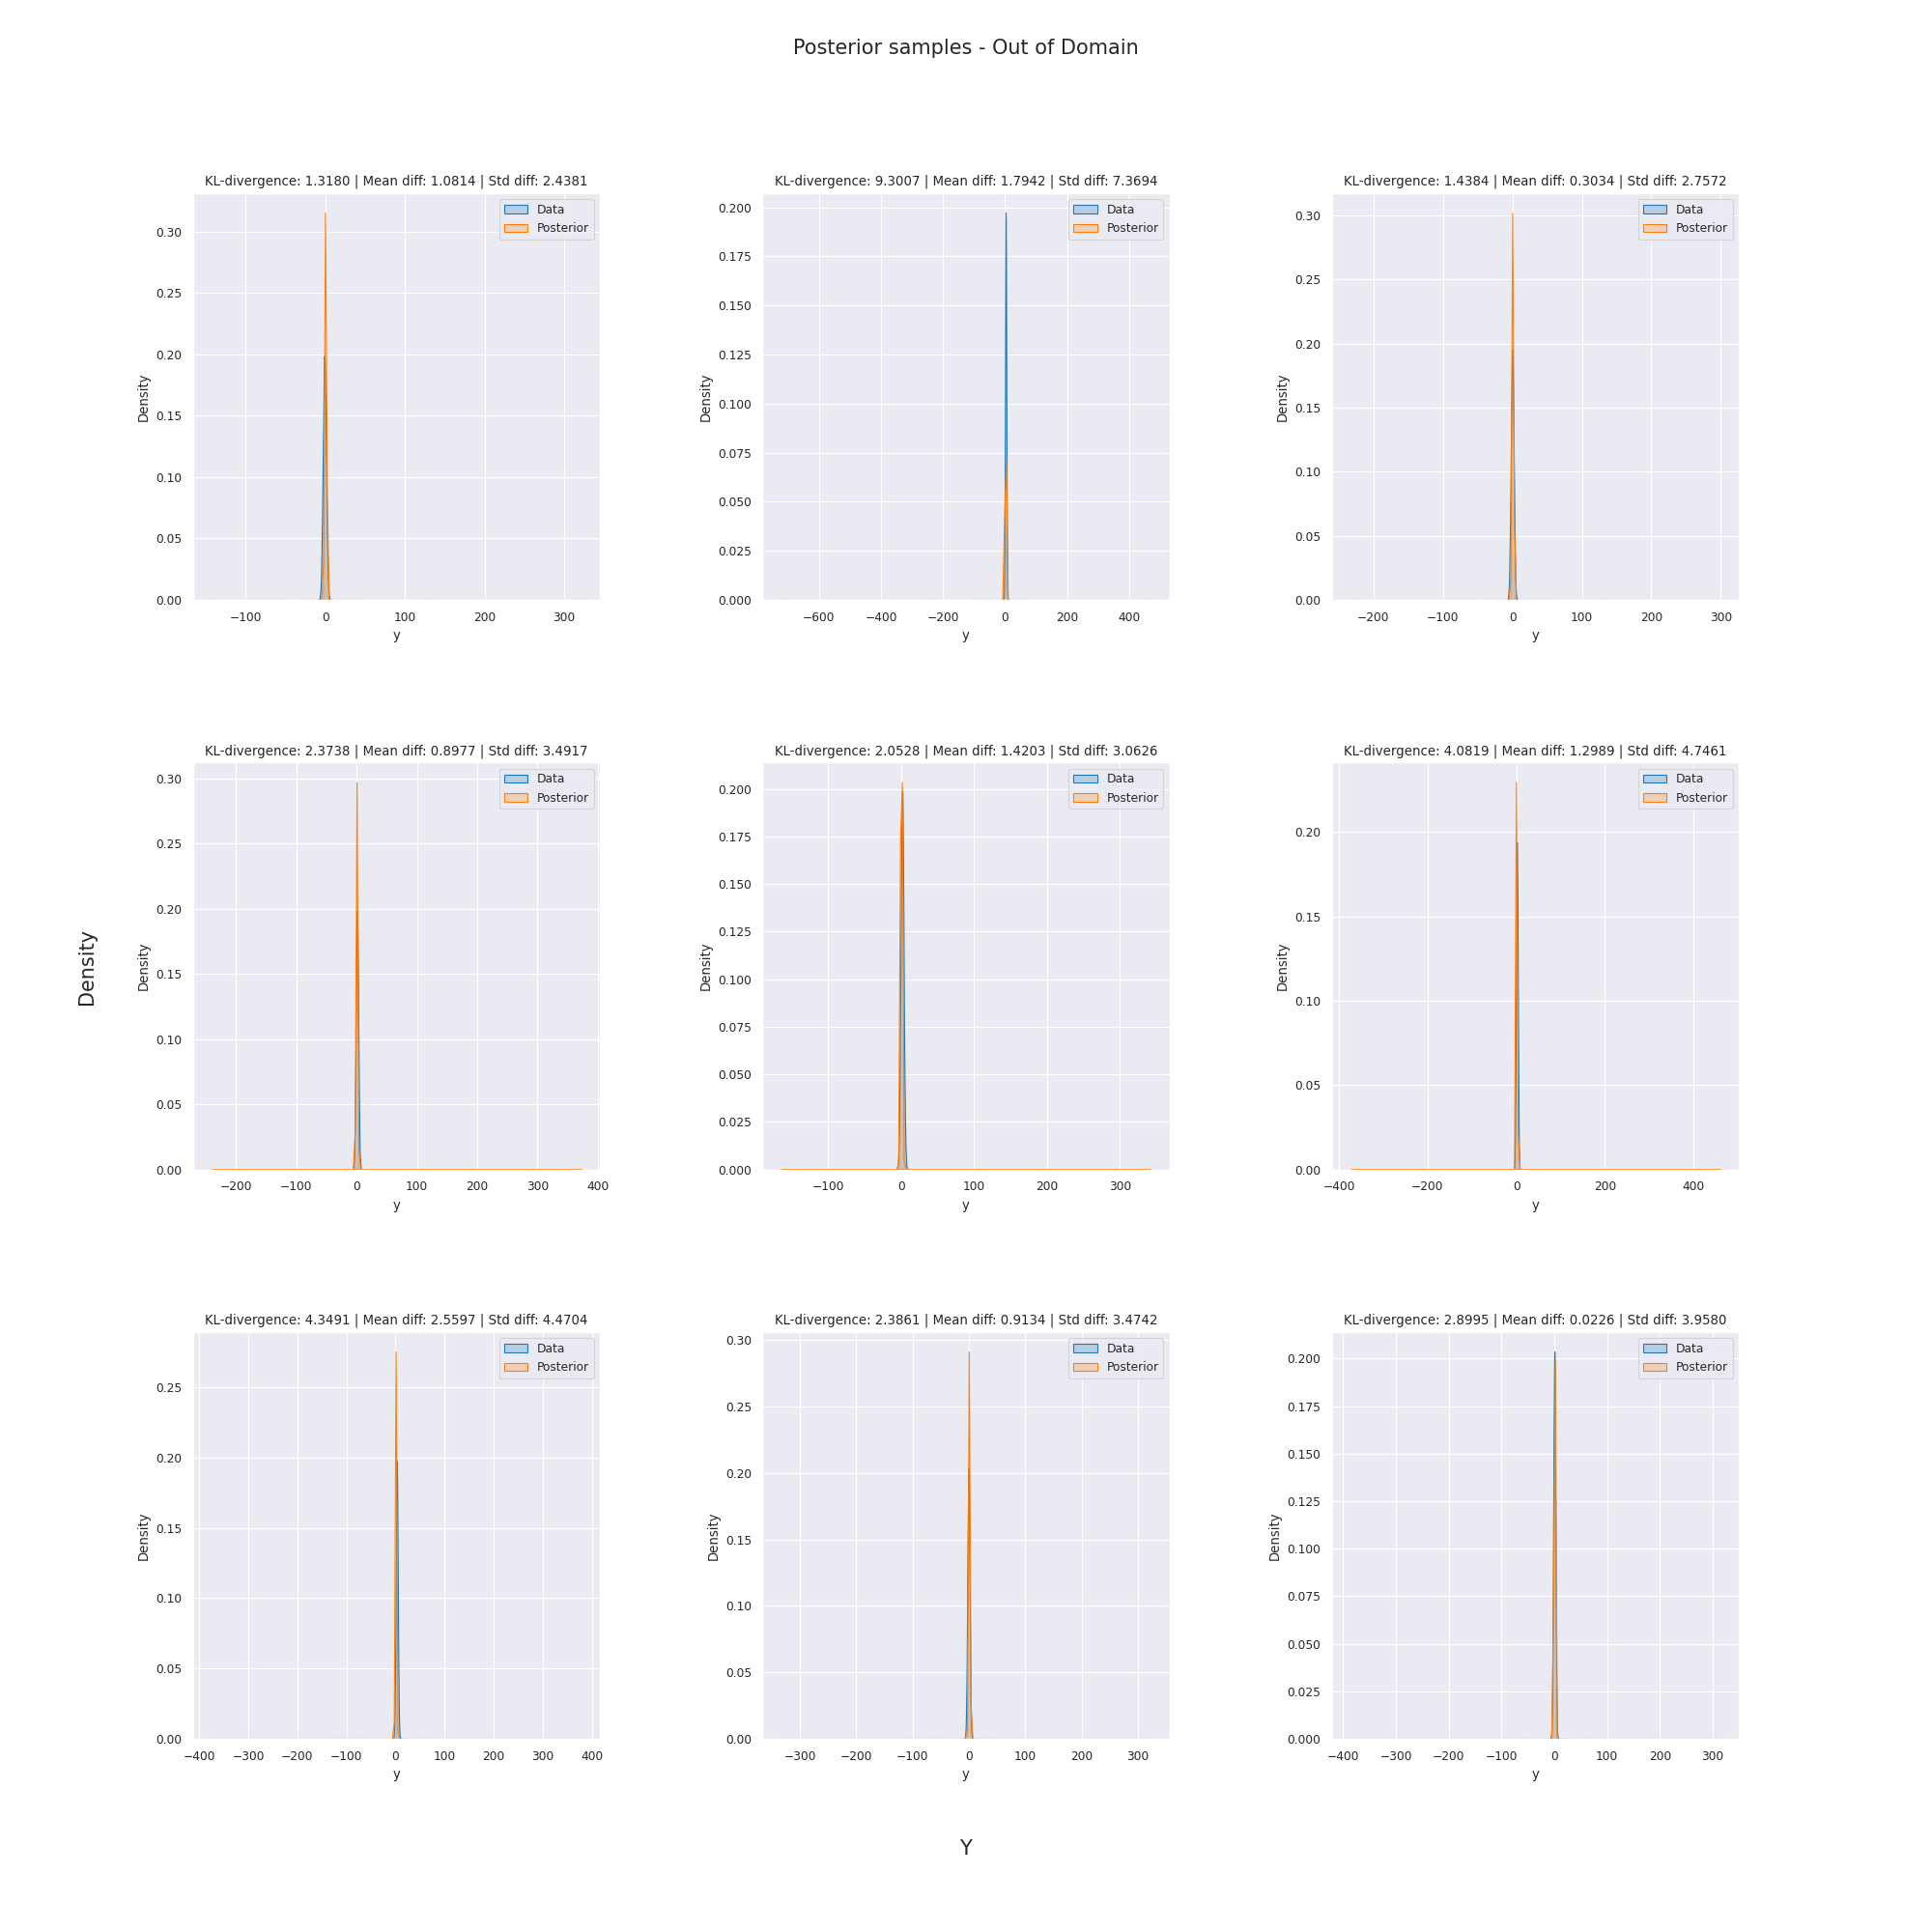 Posterior samples - Out of Domain
KL-divergence: 1.3180 | Mean diff: 1.0814 | Std diff: 2.4381
Data
Posterior
0.30
0.25
0.20
0.15
0.10
0.05
0.00
Density
−100 0 100 200 300
y
KL-divergence: 9.3007 | Mean diff: 1.7942 | Std diff: 7.3694
Data
Posterior
0.200
0.175
0.150
0.125
0.100
0.075
0.050
0.025
0.000
Density
−600 −400 −200 0 200 400
y
KL-divergence: 1.4384 | Mean diff: 0.3034 | Std diff: 2.7572
Data
Posterior
0.30
0.25
0.20
0.15
0.10
0.05
0.00
Density
−200 −100 0 100 200 300
y
Density
KL-divergence: 2.3738 | Mean diff: 0.8977 | Std diff: 3.4917
Data
Posterior
0.30
0.25
0.20
0.15
0.10
0.05
0.00
Density
−200 −100 0 100 200 300 400
y
KL-divergence: 2.0528 | Mean diff: 1.4203 | Std diff: 3.0626
Data
Posterior
0.200
0.175
0.150
0.125
0.100
0.075
0.050
0.025
0.000
Density
−100 0 100 200 300
y
KL-divergence: 4.0819 | Mean diff: 1.2989 | Std diff: 4.7461
Data
Posterior
0.20
0.15
0.10
0.05
0.00
Density
−400 −200 0 200 400
y
KL-divergence: 4.3491 | Mean diff: 2.5597 | Std diff: 4.4704
Data
Posterior
0.25
0.20
0.15
0.10
0.05
0.00
Density
−400 −300 −200 −100 0 100 200 300 400
y
KL-divergence: 2.3861 | Mean diff: 0.9134 | Std diff: 3.4742
Data
Posterior
0.30
0.25
0.20
0.15
0.10
0.05
0.00
Density
−300 −200 −100 0 100 200 300
y
KL-divergence: 2.8995 | Mean diff: 0.0226 | Std diff: 3.9580
Data
Posterior
0.200
0.175
0.150
0.125
0.100
0.075
0.050
0.025
0.000
Density
−400 −300 −200 −100 0 100 200 300
y
Y